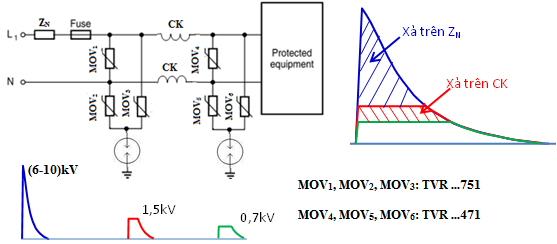 L1
ZN
Fuse
CK
MOV1
MOV4
Protected
equipment
N
CK
MOV2
MOV3
MOV5
MOV6
Xả trên ZN
Xả trên CK
(6-10)kV
1,5kV
0,7kV
MOV1, MOV2, MOV3: TVR ...751
MOV4, MOV5, MOV6: TVR ...471